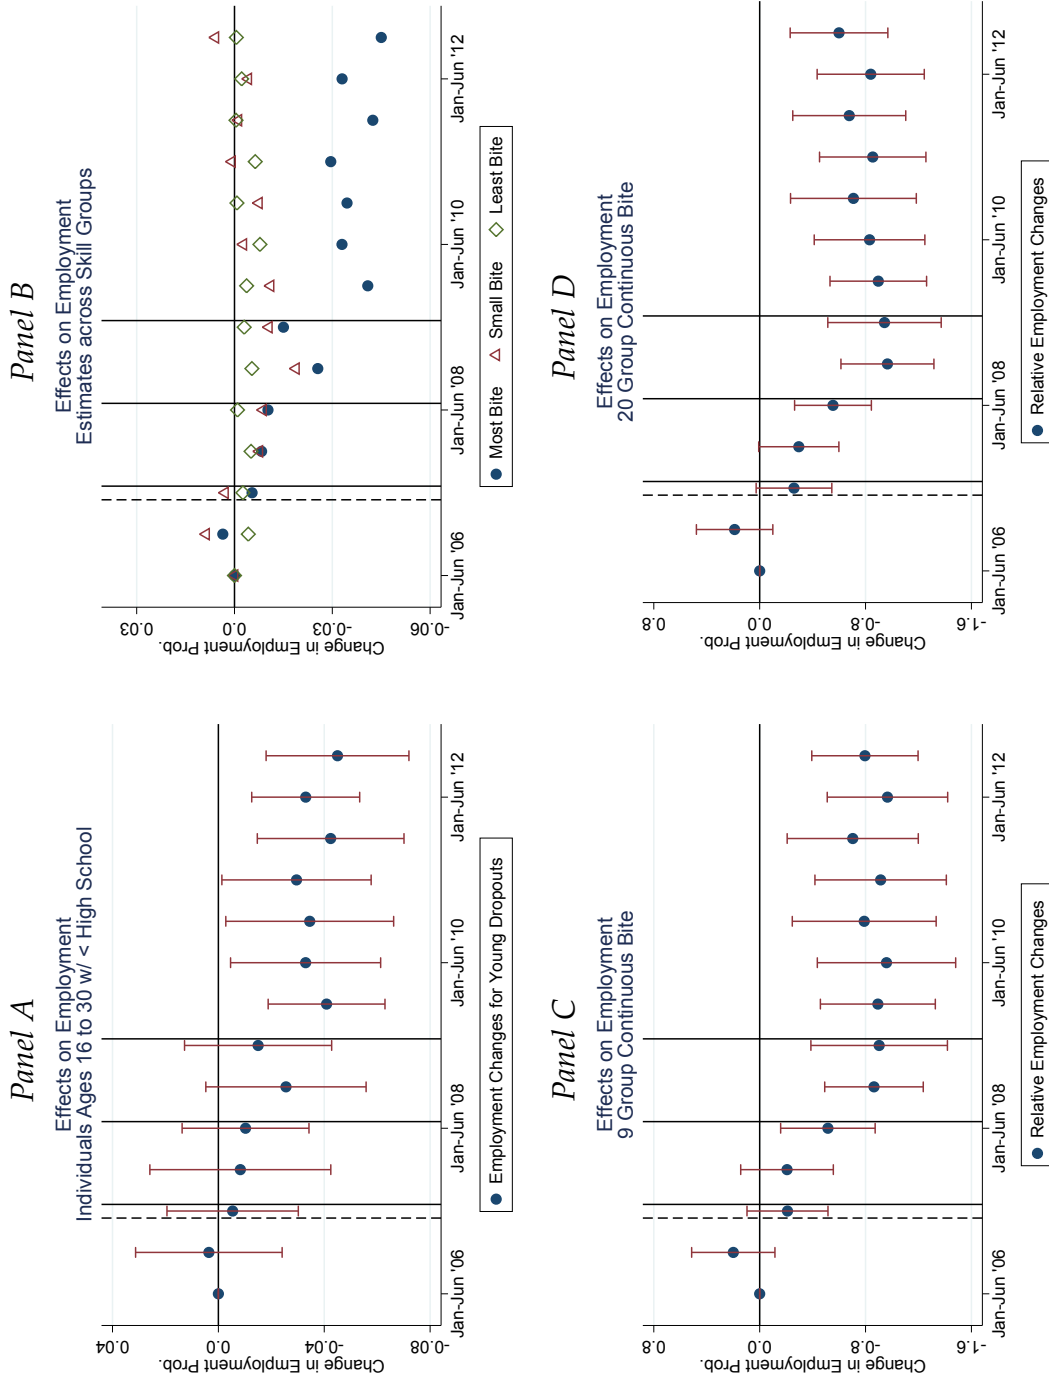 Panel A
Effects on Employment
Individuals Ages 16 to 30 w/ < High School
Change in Employment Prob.
0.04
0.0
-0.04
-0.08
Jan-Jun '06
Jan-Jun '08
Jan-Jun '10
Jan-Jun '12
Employment Changes for Young Dropouts
Panel B
Effects on Employment
Estimates across Skill Groups
Change in Employment Prob.
0.03
0.0
-0.03
-0.06
Jan-Jun '06
Jan-Jun '08
Jan-Jun '10
Jan-Jun '12
Most Bite Small Bite Least Bite
Panel C
Effects on Employment
9 Group Continuous Bite
Change in Employment Prob.
0.8
0.0
-0.8
-1.6
Jan-Jun '06
Jan-Jun '08
Jan-Jun '10
Jan-Jun '12
Relative Employment Changes
Panel D
Effects on Employment
20 Group Continuous Bite
Change in Employment Prob.
0.8
0.0
-0.8
-1.6
Jan-Jun '06
Jan-Jun '08
Jan-Jun '10
Jan-Jun '12
Relative Employment Changes